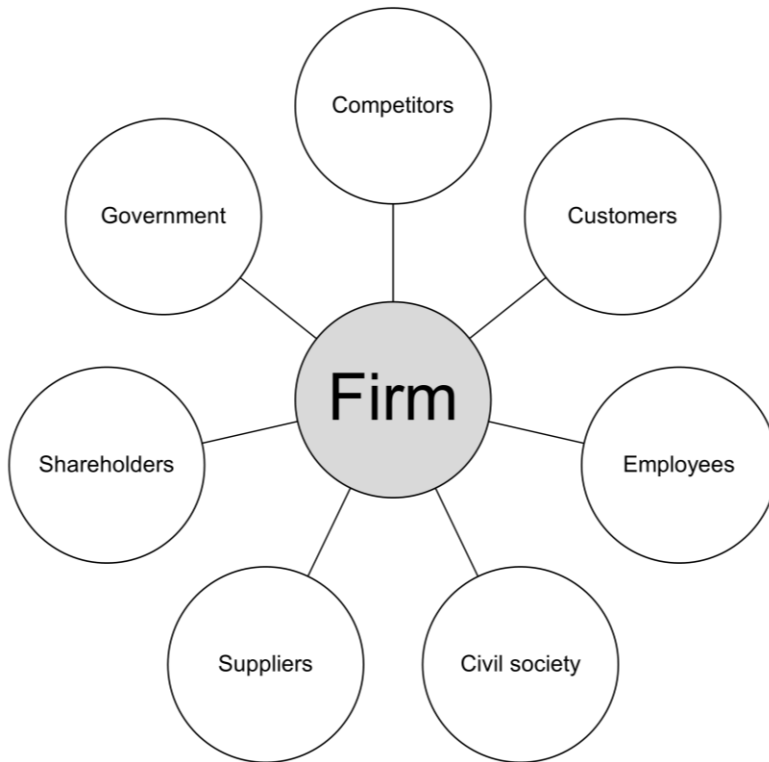 Competitors
Government
Customers
Firm
Shareholders
Employees
Suppliers
Civil society